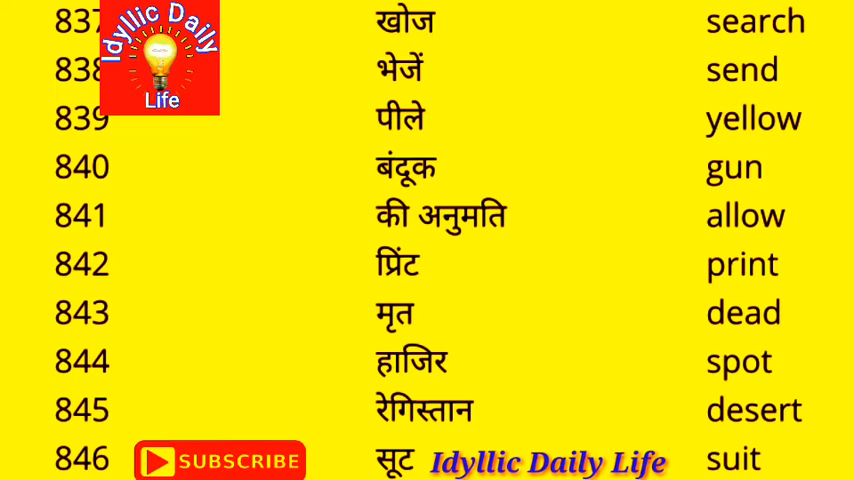 837 खोज search
Idyllic Daily
Life
838 भेजें send
839 पीले yellow
840 बंदूक gun
841 की अनुमति allow
842 प्रिंट print
843 मृत dead
844 हाजिर spot
845 रेगिस्तान desert
846 SUBSCRIBE सूट Idyllic Daily Life suit